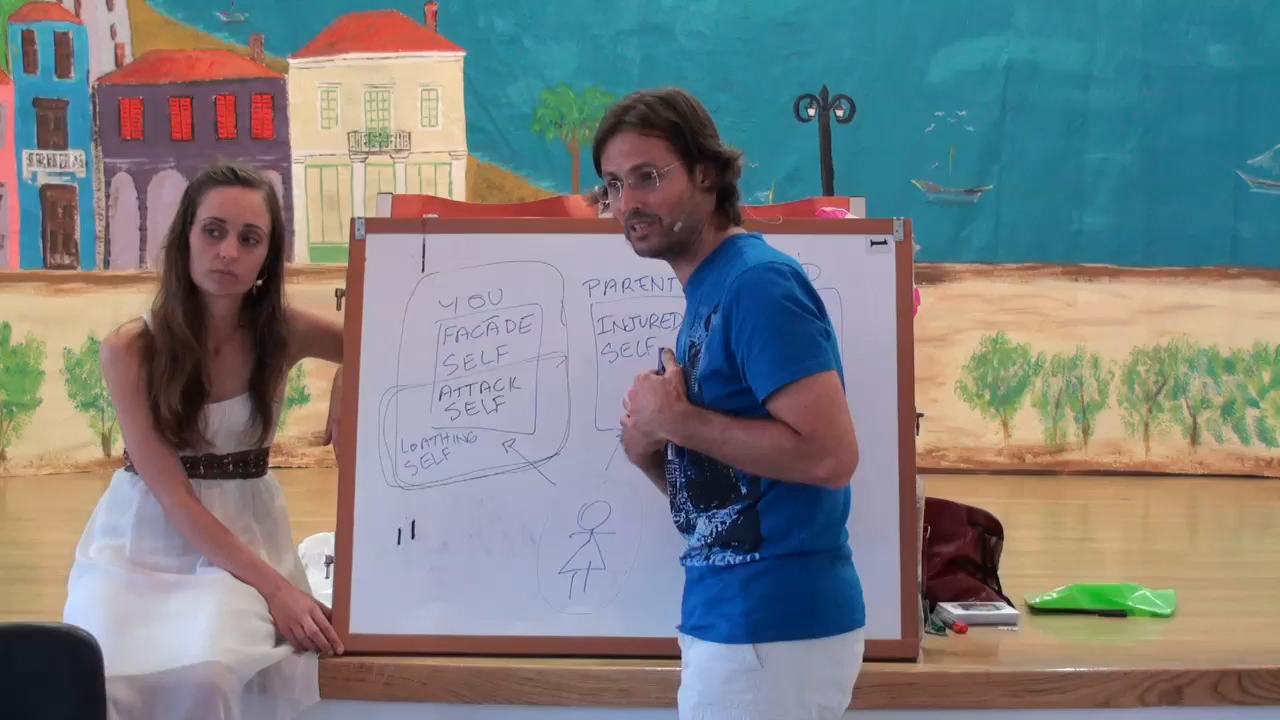 YOU
FACADE
SELF
ATTACK
SELF
LOATHING
SELF
PARENT
INJURED
SELF
1